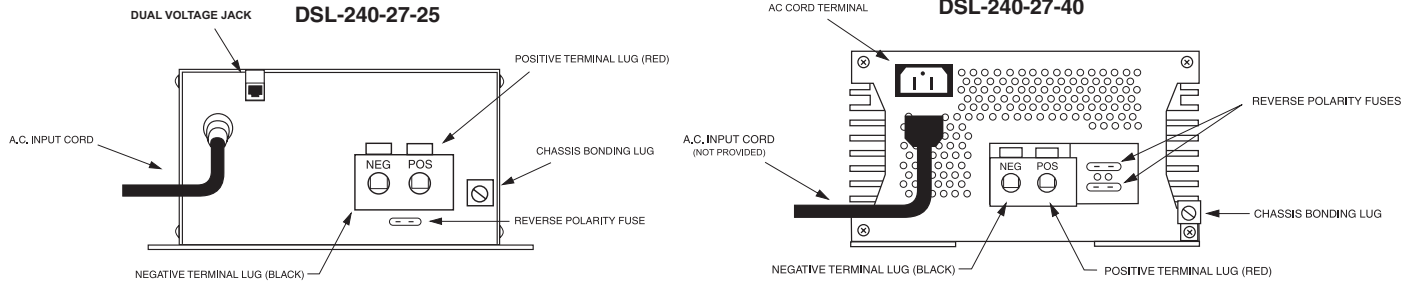 DUAL VOLTAGE JACK
DSL-240-27-25
POSITIVE TERMINAL LUG (RED)
A.C. INPUT CORD
NEG POS
CHASSIS BONDING LUG
REVERSE POLARITY FUSE
NEGATIVE TERMINAL LUG (BLACK)
AC CORD TERMINAL
DSL-240-27-40
REVERSE POLARITY FUSES
A.C. INPUT CORD
(NOT PROVIDED)
NEG POS
CHASSIS BONDING LUG
NEGATIVE TERMINAL LUG (BLACK)
POSITIVE TERMINAL LUG (RED)